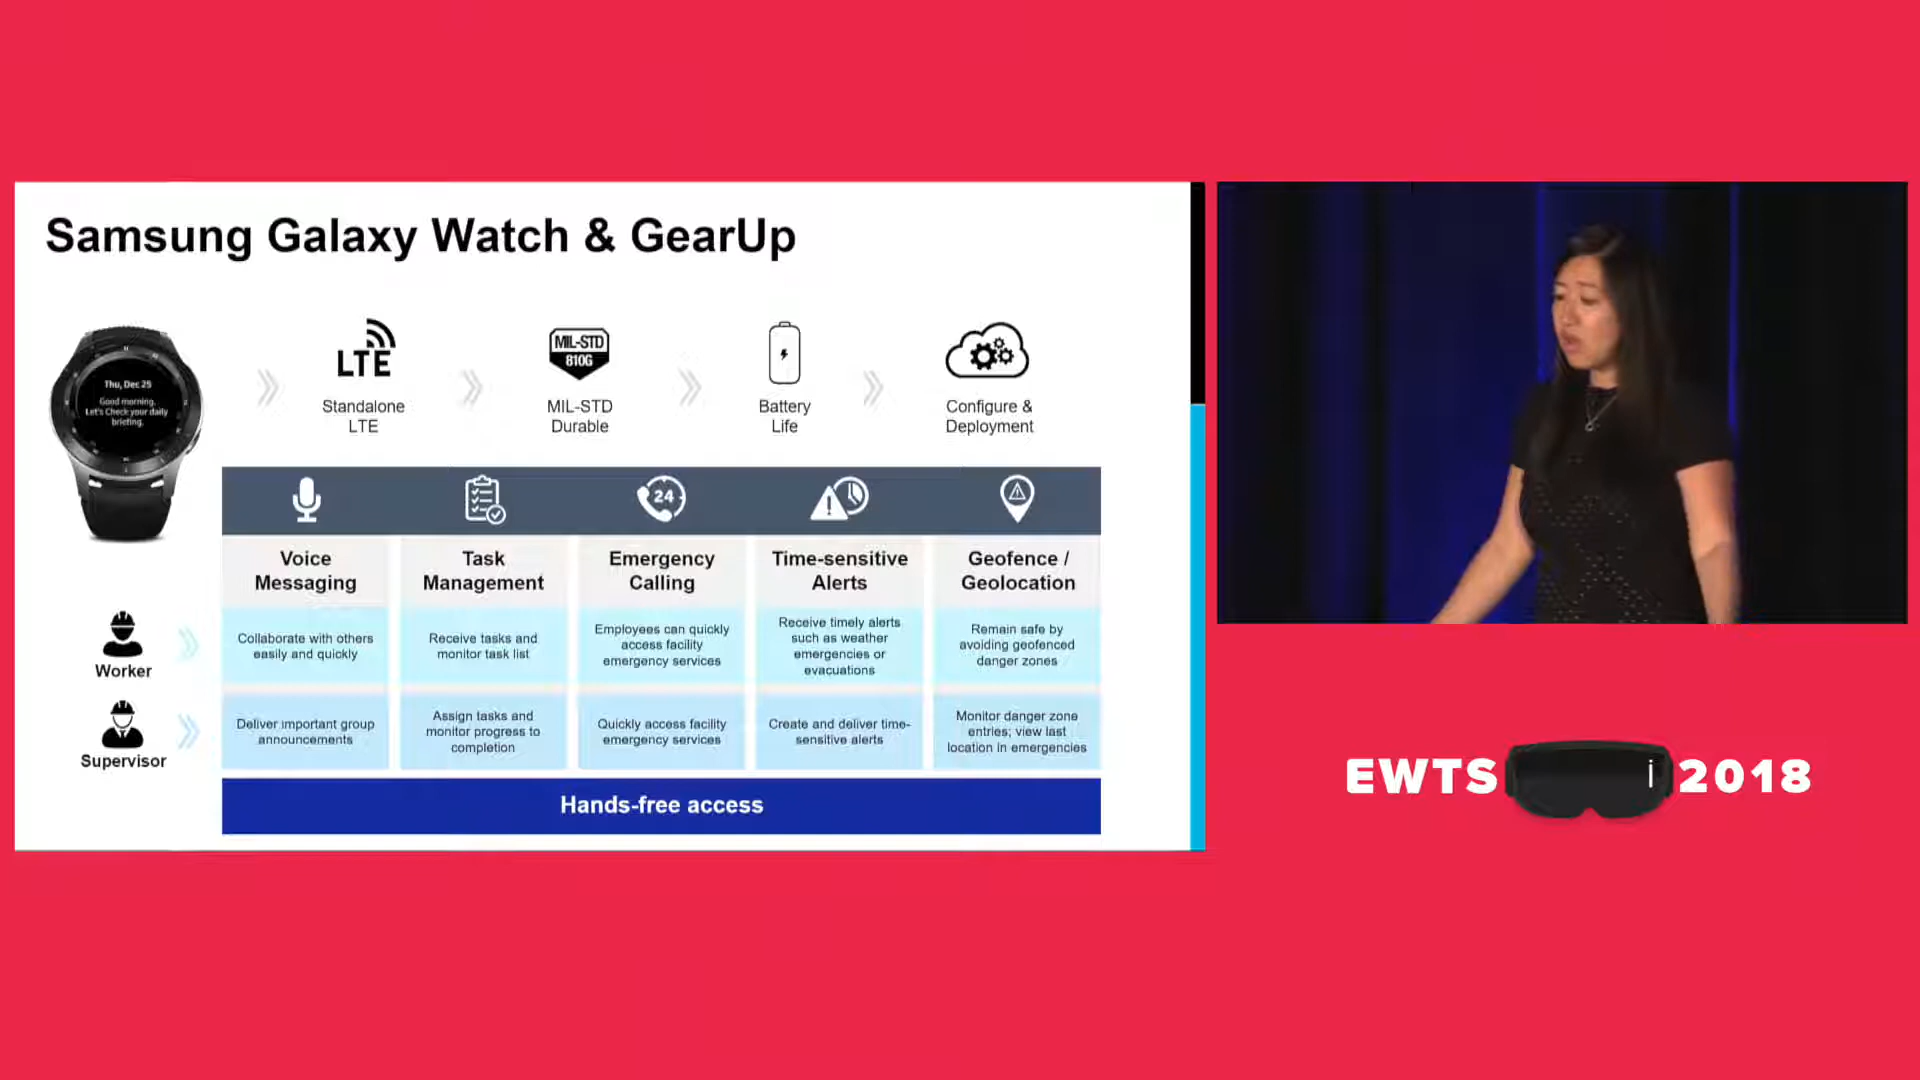 Samsung Galaxy Watch & GearUp
Thu, Dec 25
Good morning.
Let's Check your daily
briefing.
LTE
Standalone
LTE
MIL-STD
810G
MIL-STD
Durable
Battery
Life
Configure &
Deployment
24
Voice
Messaging
Task
Management
Emergency
Calling
Time-sensitive
Alerts
Geofence /
Geolocation
Worker
Collaborate with others
easily and quickly
Receive tasks and
monitor task list
Employees can quickly
access facility
emergency services
Receive timely alerts
such as weather
emergencies or
evacuations
Remain safe by
avoiding geofenced
danger zones
Supervisor
Deliver important group
announcements
Assign tasks and
monitor progress to
completion
Quickly access facility
emergency services
Create and deliver time-
sensitive alerts
Monitor danger zone
entries; view last
location in emergencies
Hands-free access
EWTS i 2018